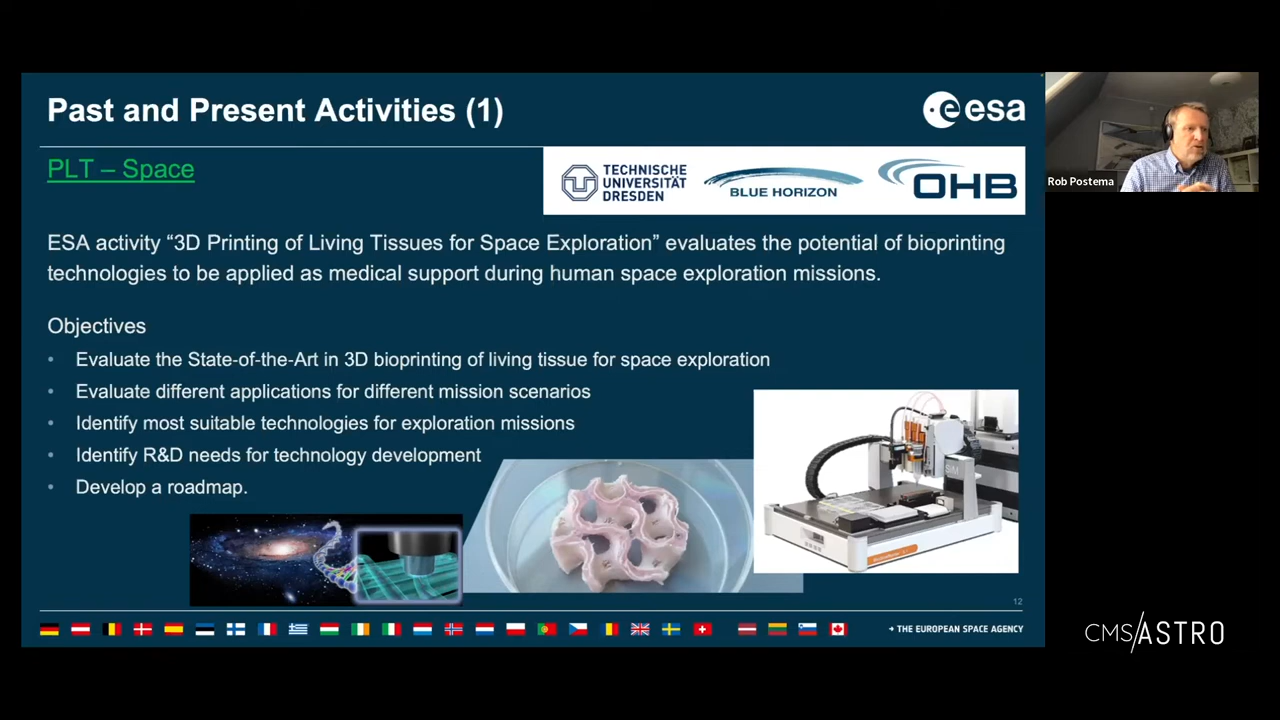 Past and Present Activities (1)
esa
PLT – Space
TECHNISCHE
UNIVERSITÄT
DRESDEN
BLUE HORIZON
OHB
Rob Postema
ESA activity “3D Printing of Living Tissues for Space Exploration” evaluates the potential of bioprinting
technologies to be applied as medical support during human space exploration missions.
Objectives
• Evaluate the State-of-the-Art in 3D bioprinting of living tissue for space exploration
• Evaluate different applications for different mission scenarios
• Identify most suitable technologies for exploration missions
• Identify R&D needs for technology development
• Develop a roadmap.
12
→ THE EUROPEAN SPACE AGENCY
CMS/ASTRO